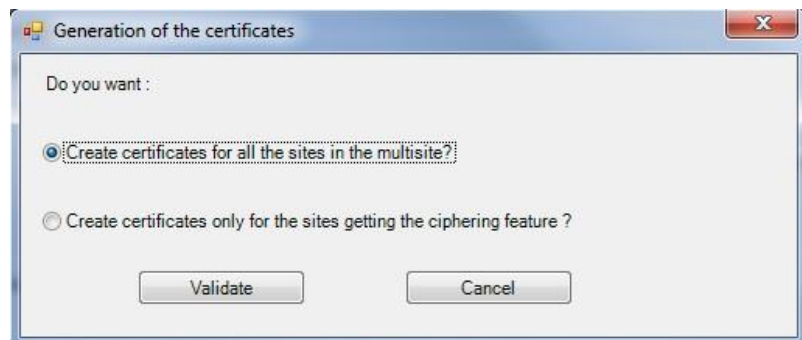 Generation of the certificates
Do you want :
Create certificates for all the sites in the multisite?
Create certificates only for the sites getting the ciphering feature ?
Validate Cancel